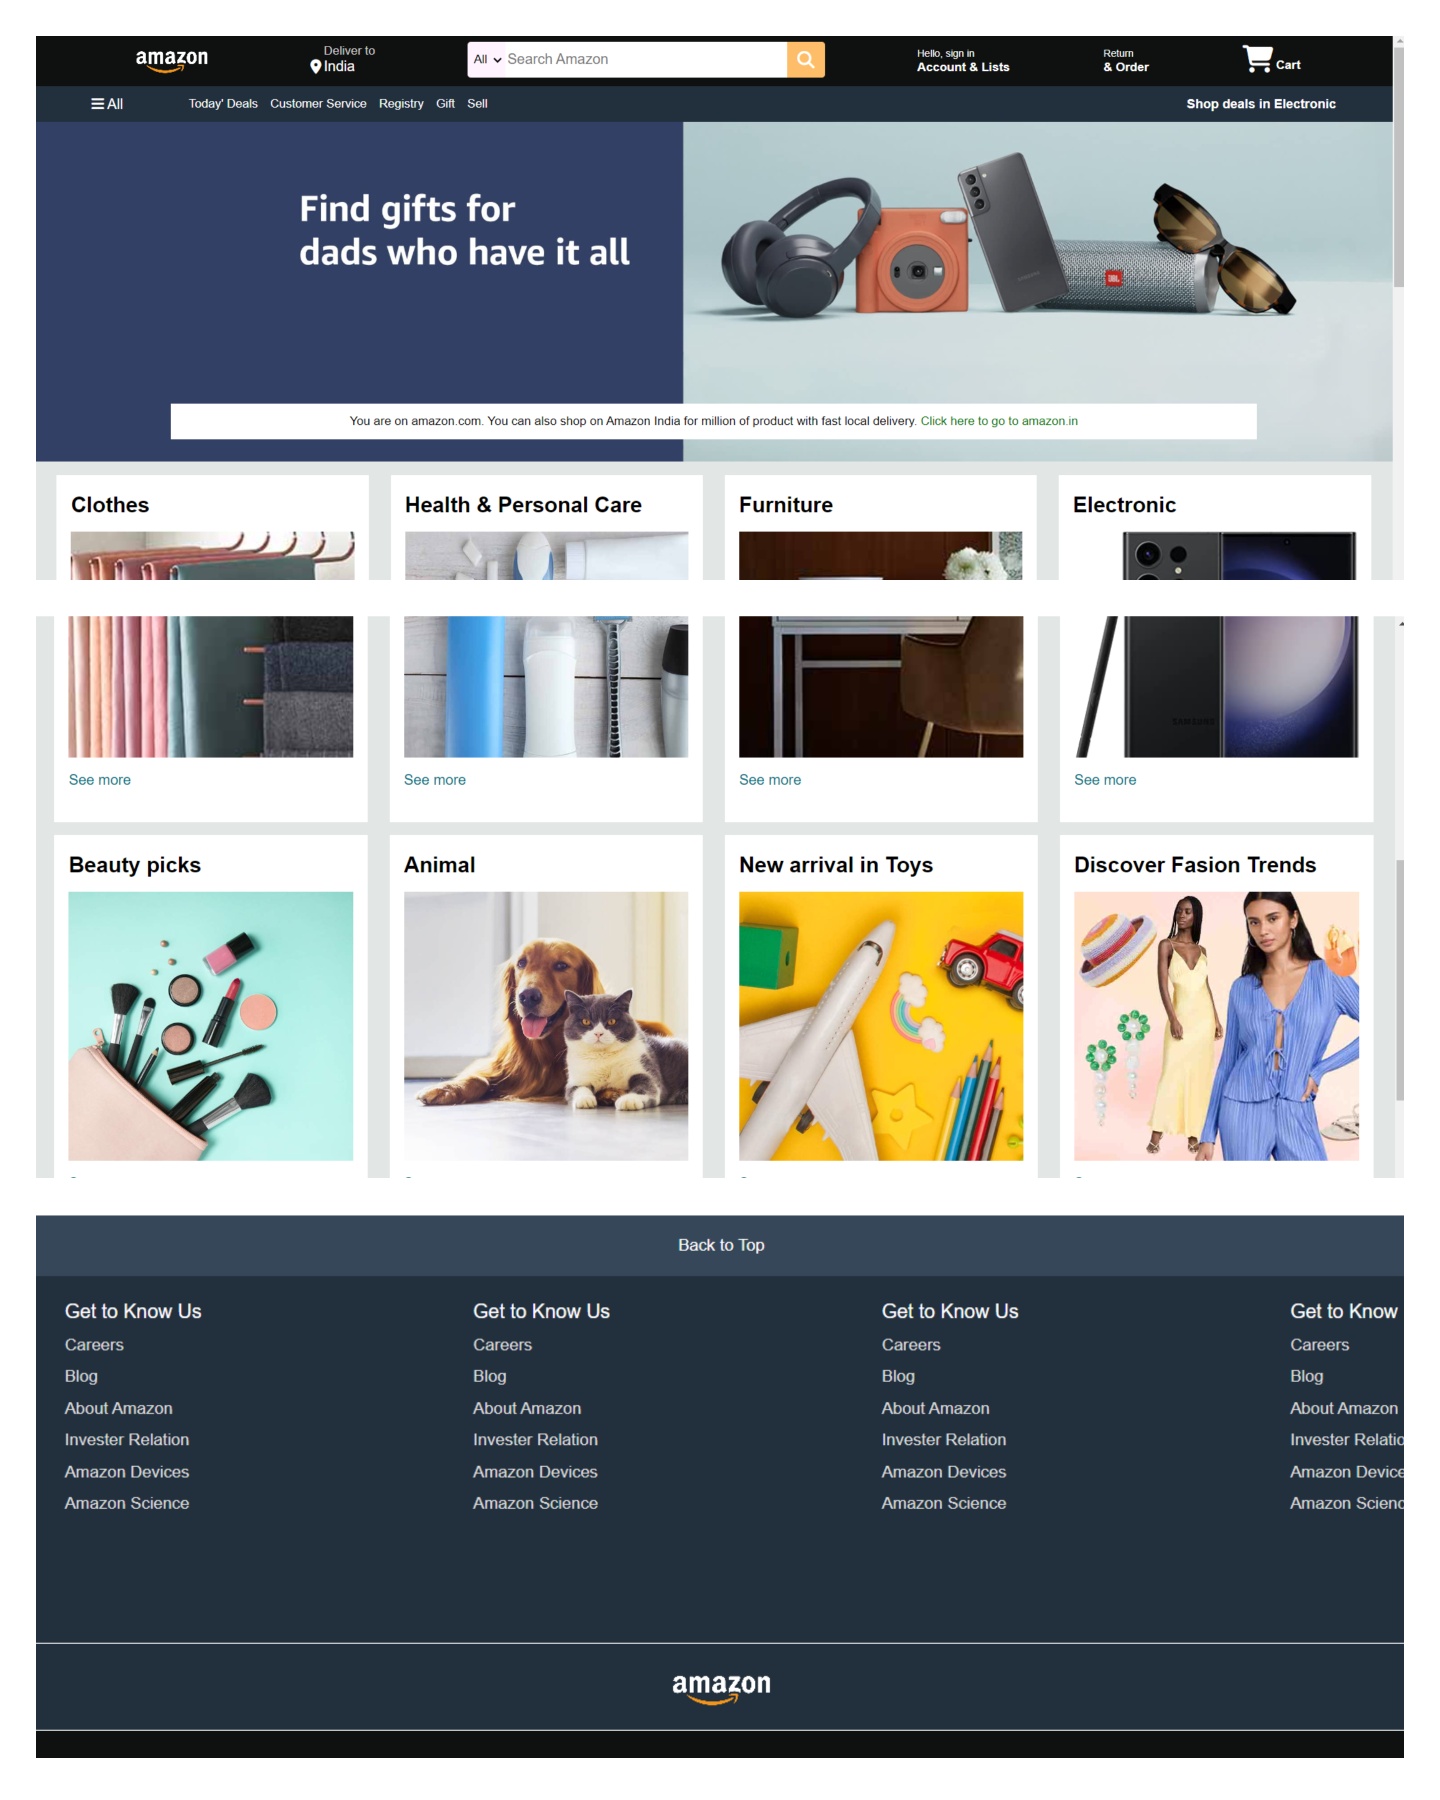 amazon
Deliver to
India
All
Search Amazon
Hello, sign in
Account & Lists
Return
& Order
Cart
All
Today' Deals
Customer Service
Registry
Gift
Sell
Shop deals in Electronic
Find gifts for
dads who have it all
JBL
You are on amazon.com. You can also shop on Amazon India for million of product with fast local delivery. Click here to go to amazon.in
Clothes
Health & Personal Care
Furniture
Electronic
SAMSUNG
See more
See more
See more
See more
Beauty picks
Animal
New arrival in Toys
Discover Fasion Trends
Back to Top
Get to Know Us
Careers
Blog
About Amazon
Invester Relation
Amazon Devices
Amazon Science
Get to Know Us
Careers
Blog
About Amazon
Invester Relation
Amazon Devices
Amazon Science
Get to Know Us
Careers
Blog
About Amazon
Invester Relation
Amazon Devices
Amazon Science
Get to Know
Careers
Blog
About Amazon
Invester Relatio
Amazon Device
Amazon Scienc
amazon